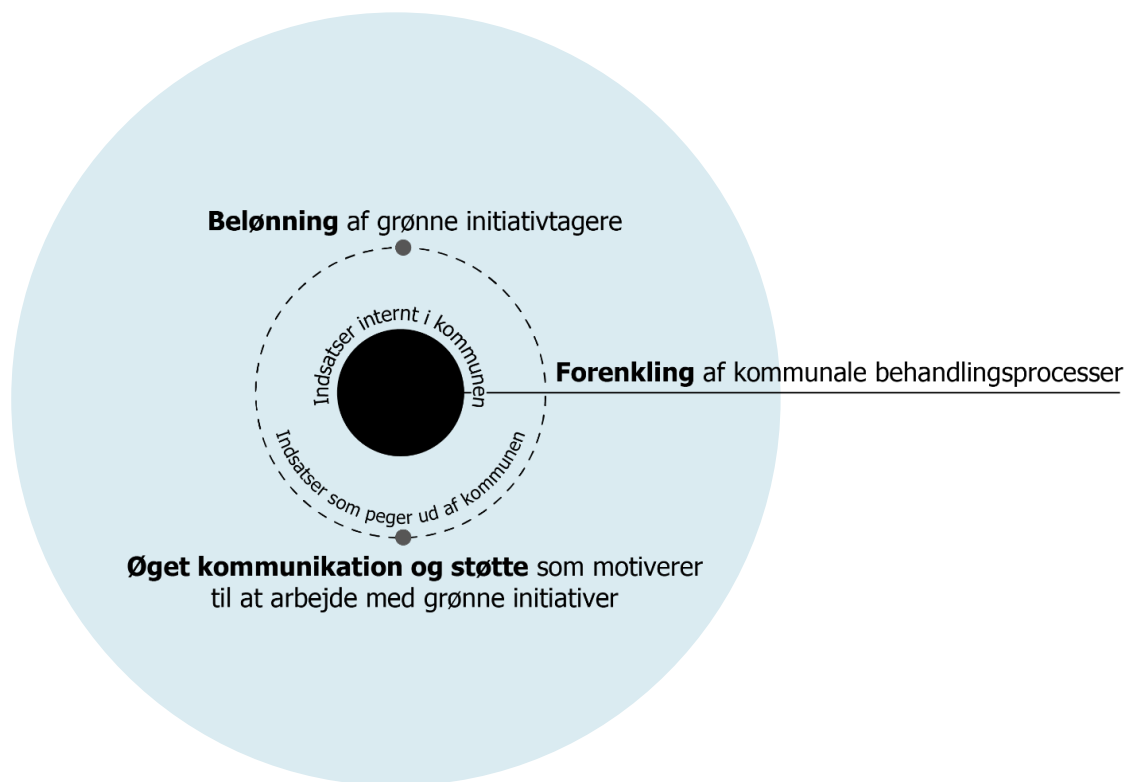 Belønning af grønne initiativtagere
Indsatser internt i kommunen
Forenkling af kommunale behandlingsprocesser
Indsatser som peger ud af kommunen
Øget kommunikation og støtte som motiverer
til at arbejde med grønne initiativer